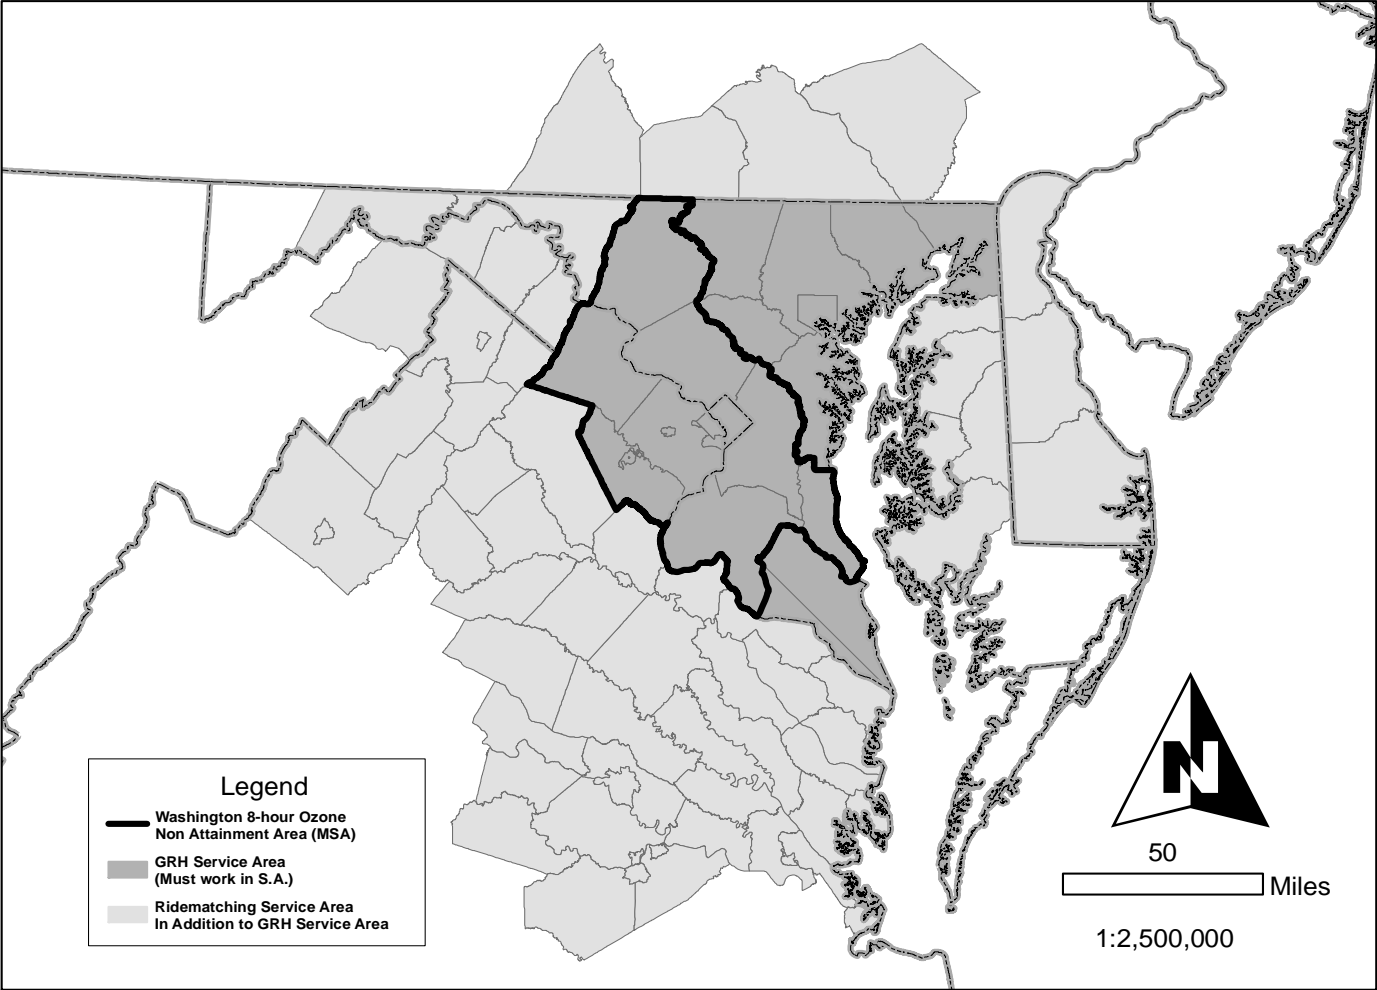 Legend
Washington 8-hour Ozone
Non Attainment Area (MSA)
GRH Service Area
(Must work in S.A.)
Ridematching Service Area
In Addition to GRH Service Area
N
50
Miles
1:2,500,000